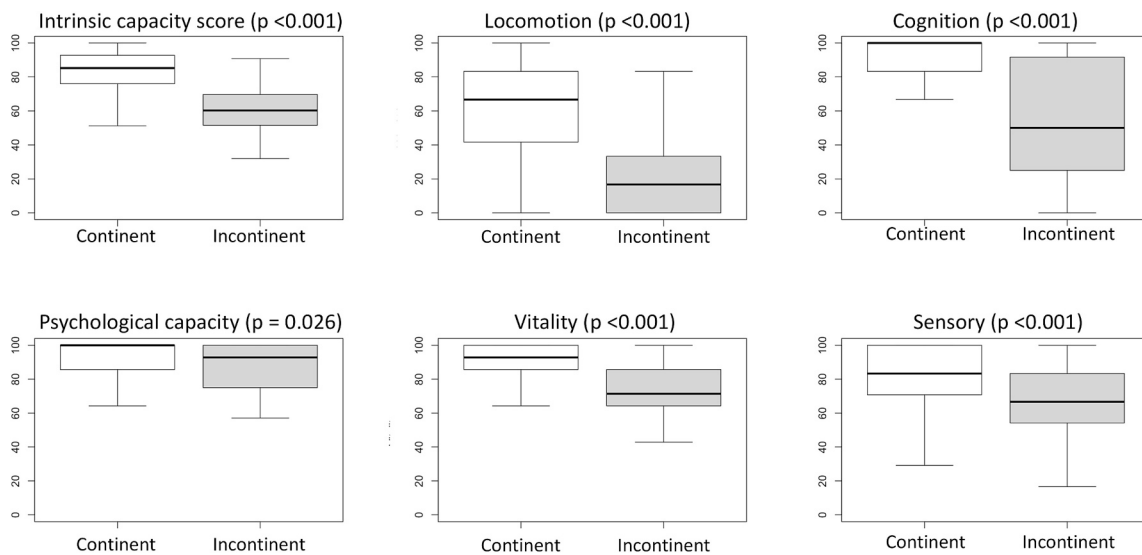 Intrinsic capacity score (p <0.001)
Locomotion (p <0.001)
Cognition (p <0.001)
100
80
60
40
20
0
Continent
Incontinent
100
80
60
40
20
0
Continent
Incontinent
100
80
60
40
20
0
Continent
Incontinent
Psychological capacity (p = 0.026)
Vitality (p <0.001)
Sensory (p <0.001)
100
80
60
40
20
0
Continent
Incontinent
100
80
60
40
20
0
Continent
Incontinent
100
80
60
40
20
0
Continent
Incontinent